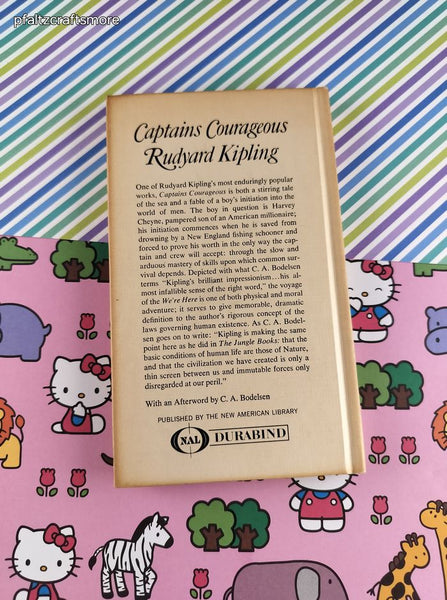 pfaltzcraftsmore
Captains Courageous
Rudyard Kipling
One of Rudyard Kipling's most enduringly popular
works, Captains Courageous is both a stirring tale
of the sea and a fable of a boy's initiation into the
world of men. The boy in question is Harvey
Cheyne, pampered son of an American millionaire;
his initiation commences when he is saved from
drowning by a New England fishing schooner and
forced to prove his worth in the only way the cap-
tain and crew will accept: through the slow and
arduous mastery of skills upon which common sur-
vival depends. Depicted with what C. A. Bodelsen
terms "Kipling's brilliant impressionism...his al-
most infallible sense of the right word," the voyage
of the We're Here is one of both physical and moral
adventure; it serves to give memorable, dramatic
definition to the author's rigorous concept of the
laws governing human existence. As C. A. Bodel-
sen goes on to write: "Kipling is making the same
point here as he did in The Jungle Books: that the
basic conditions of human life are those of Nature,
and that the civilization we have created is only a
thin screen between us and immutable forces only
disregarded at our peril."
With an Afterword by C. A. Bodelsen
PUBLISHED BY THE NEW AMERICAN LIBRARY
NAL DURABIND